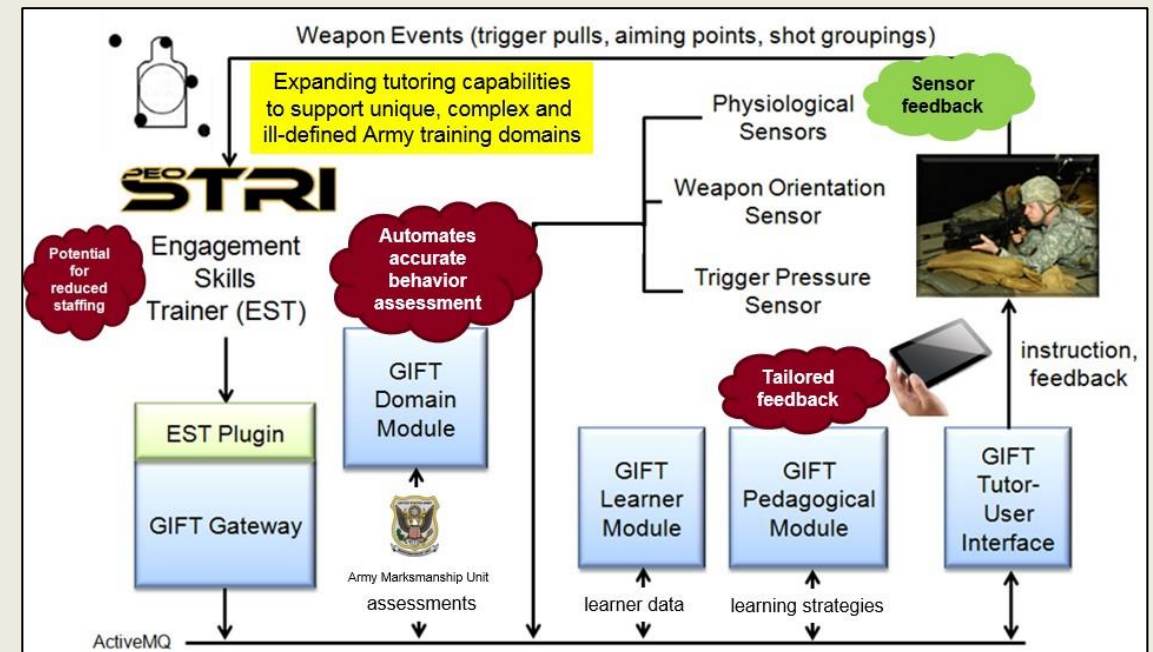 Weapon Events (trigger pulls, aiming points, shot groupings)
Expanding tutoring capabilities
to support unique, complex and
ill-defined Army training domains
Sensor
feedback
Physiological
Sensors
Weapon Orientation
Sensor
Trigger Pressure
Sensor
PEO
STRI
Potential
for
reduced
staffing
Engagement
Skills
Trainer (EST)
Automates
accurate
behavior
assessment
instruction,
feedback
Tailored
feedback
EST Plugin
GIFT Gateway
GIFT
Domain
Module
GIFT
Learner
Module
GIFT
Pedagogical
Module
GIFT
Tutor-
User
Interface
Army Marksmanship Unit
assessments
learner data
learning strategies
ActiveMQ